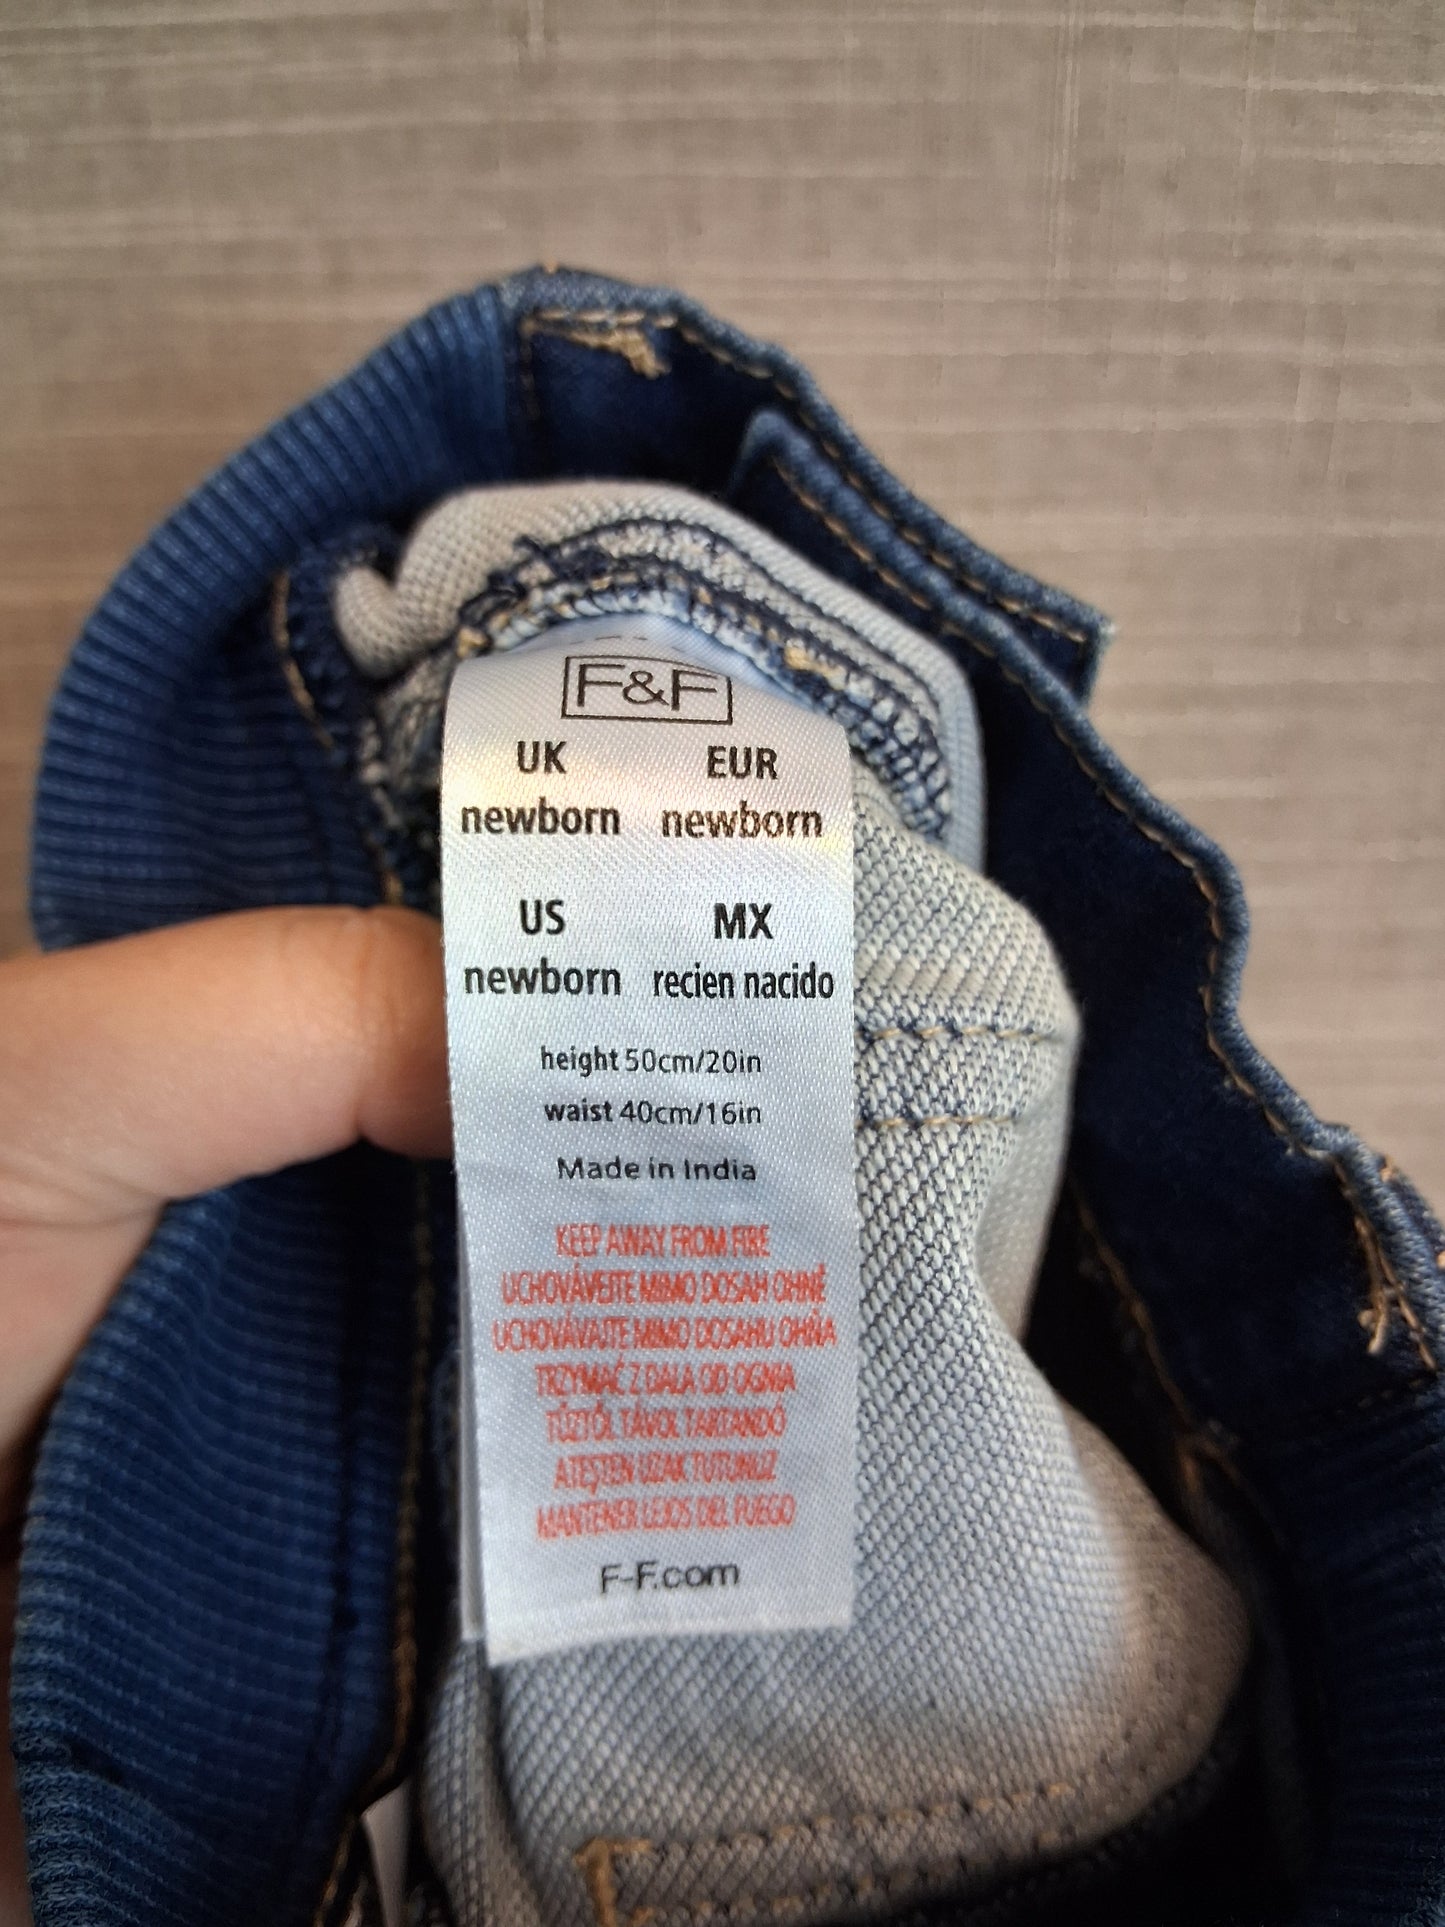 F&F
UK EUR
newborn newborn
US MX
newborn recien nacido
height 50cm/20in
waist 40cm/16in
Made in India
KEEP AWAY FROM FIRE
UCHOVÁVEJTE MIMO DOSAH OHNĚ
UCHOVÁVAJTE MIMO DOSAHU OHŇA
TRZYMAĆ Z DALA OD OGNIA
TŰZTŐL TÁVOL TARTANDÓ
ATEŞTEN UZAK TUTUNUZ
MANTENER LEJOS DEL FUEGO
F-F.com